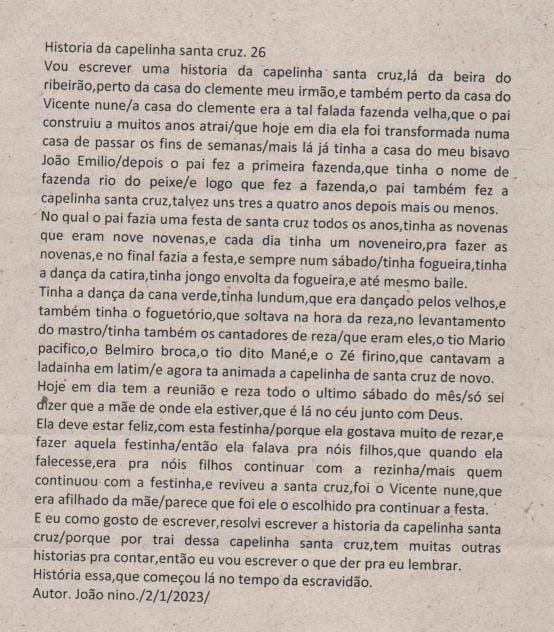 Historia da capelinha santa cruz. 26
Vou escrever uma historia da capelinha santa cruz,lá da beira do
ribeirão,perto da casa do clemente meu irmão,e também perto da casa do
Vicente nune/a casa do clemente era a tal falada fazenda velha,que o pai
construiu a muitos anos atrai/que hoje em dia ela foi transformada numa
casa de passar os fins de semanas/mais lá já tinha a casa do meu bisavo
João Emilio/depois o pai fez a primeira fazenda,que tinha o nome de
fazenda rio do peixe/e logo que fez a fazenda,o pai também fez a
capelinha santa cruz,talvez uns tres a quatro anos depois mais ou menos.
No qual o pai fazia uma festa de santa cruz todos os anos,tinha as novenas
que eram nove novenas,e cada dia tinha um noveneiro,pra fazer as
novenas,e no final fazia a festa,e sempre num sábado/tinha fogueira,tinha
a dança da catira,tinha jongo envolta da fogueira,e até mesmo baile.
Tinha a dança da cana verde,tinha lundum,que era dançado pelos velhos,e
também tinha o foguetório,que soltava na hora da reza,no levantamento
do mastro/tinha também os cantadores de reza/que eram eles,o tio Mario
pacifico,o Belmiro broca,o tio dito Mané,e o Zé firino,que cantavam a
ladainha em latim/e agora ta animada a capelinha de santa cruz de novo.
Hoje em dia tem a reunião e reza todo o ultimo sábado do mês/só sei
dizer que a mãe de onde ela estiver,que é lá no céu junto com Deus.
Ela deve estar feliz,com esta festinha/porque ela gostava muito de rezar,e
fazer aquela festinha/então ela falava pra nóis filhos,que quando ela
falecesse,era pra nóis filhos continuar com a rezinha/mais quem
continuou com a festinha,e reviveu a santa cruz,foi o Vicente nune,que
era afilhado da mãe/parece que foi ele o escolhido pra continuar a festa.
E eu como gosto de escrever,resolvi escrever a historia da capelinha santa
cruz/porque por trai dessa capelinha santa cruz,tem muitas outras
historias pra contar,então eu vou escrever o que der pra eu lembrar.
História essa,que começou lá no tempo da escravidão.
Autor. João nino./2/1/2023/